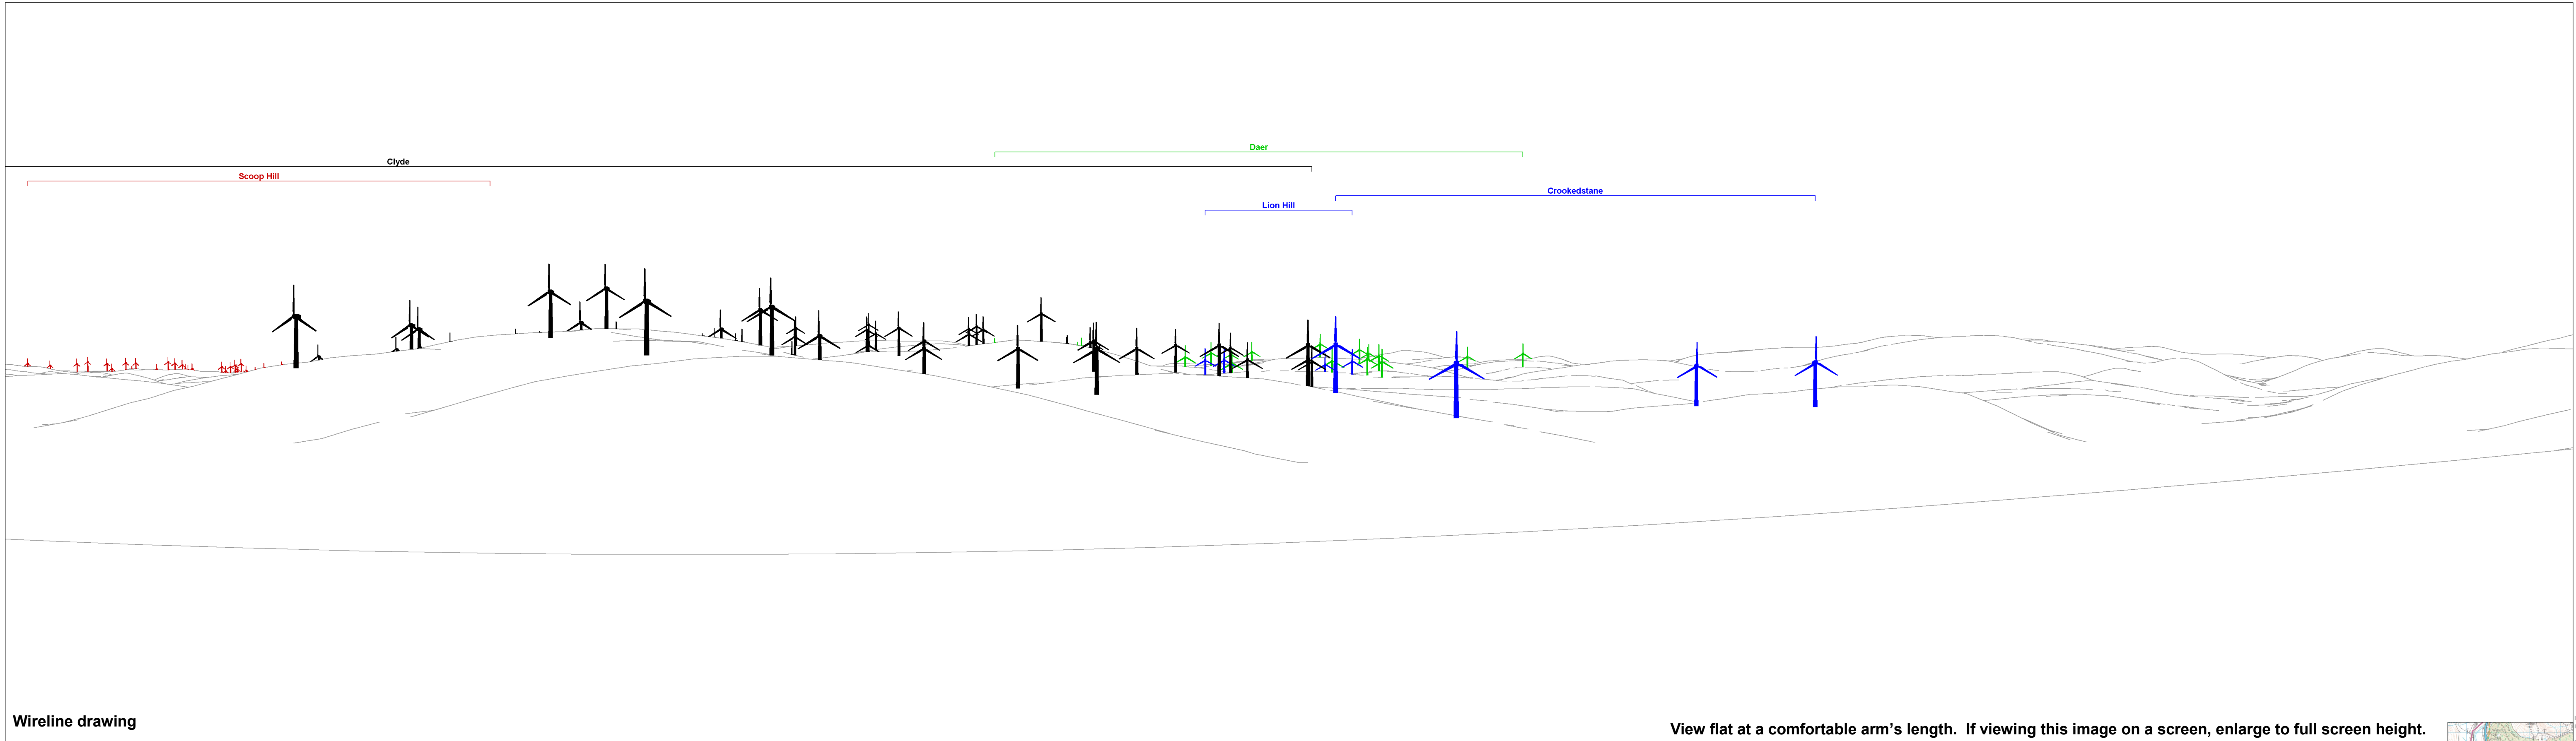 Daer
Clyde
Scoop Hill
Crookedstane
Lion Hill
Wireline drawing
View flat at a comfortable arm's length.  If viewing this image on a screen, enlarge to full screen height.